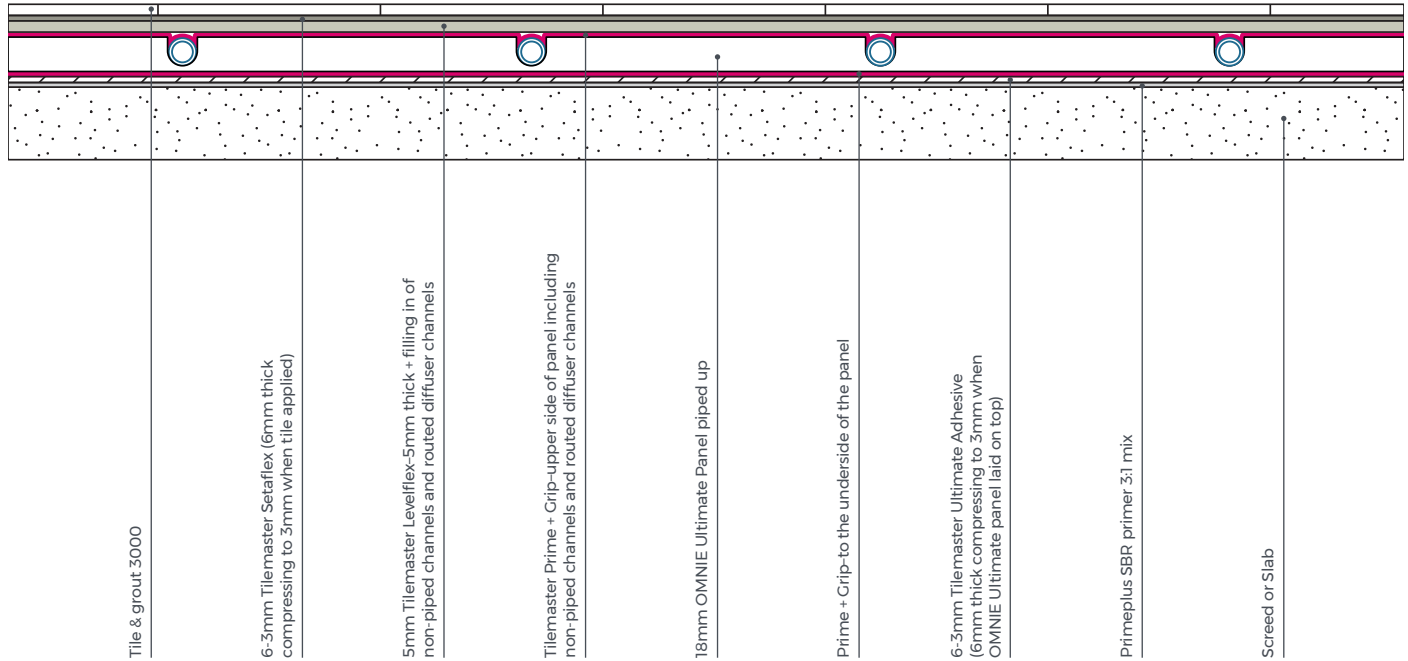 Tile & grout 3000
6-3mm Tilemaster Setaflex (6mm thick
compressing to 3mm when tile applied)
5mm Tilemaster Levelflex–5mm thick + filling in of
non-piped channels and routed diffuser channels
Tilemaster Prime + Grip–upper side of panel including
non-piped channels and routed diffuser channels
18mm OMNIE Ultimate Panel piped up
Prime + Grip–to the underside of the panel
6-3mm Tilemaster Ultimate Adhesive
(6mm thick compressing to 3mm when
OMNIE Ultimate panel laid on top)
Primeplus SBR primer 3:1 mix
Screed or Slab